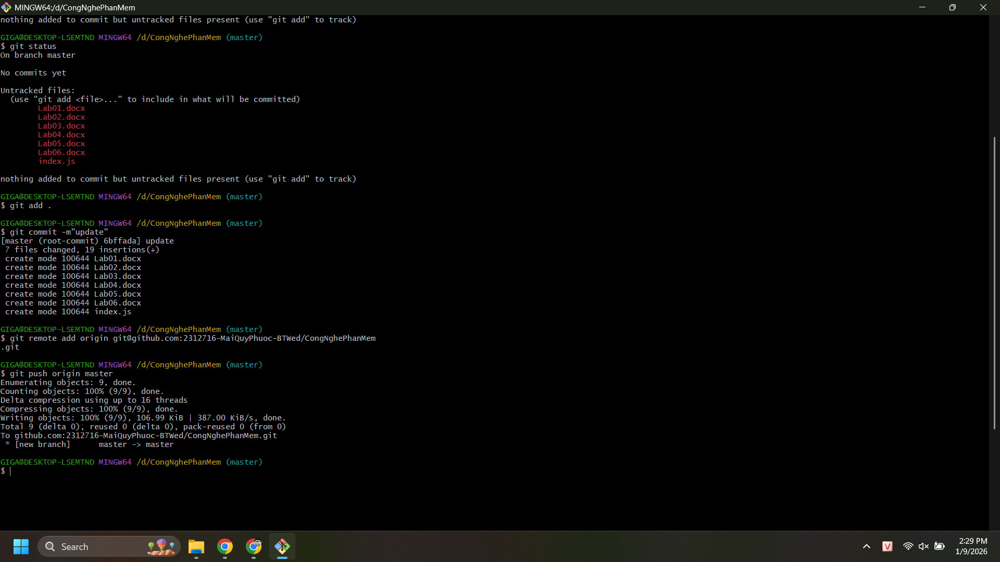 MINGW64:/d/CongNghePhanMem
nothing added to commit but untracked files present (use "git add" to track)
GIGA@DESKTOP-LSEMTND MINGW64 /d/CongNghePhanMem (master)
$ git status
On branch master
No commits yet
Untracked files:
  (use "git add <file>..." to include in what will be committed)
        Lab01.docx
        Lab02.docx
        Lab03.docx
        Lab04.docx
        Lab05.docx
        Lab06.docx
        index.js
nothing added to commit but untracked files present (use "git add" to track)
GIGA@DESKTOP-LSEMTND MINGW64 /d/CongNghePhanMem (master)
$ git add .
GIGA@DESKTOP-LSEMTND MINGW64 /d/CongNghePhanMem (master)
$ git commit -m"update"
[master (root-commit) 6bffada] update
 7 files changed, 19 insertions(+)
 create mode 100644 Lab01.docx
 create mode 100644 Lab02.docx
 create mode 100644 Lab03.docx
 create mode 100644 Lab04.docx
 create mode 100644 Lab05.docx
 create mode 100644 Lab06.docx
 create mode 100644 index.js
GIGA@DESKTOP-LSEMTND MINGW64 /d/CongNghePhanMem (master)
$ git remote add origin git@github.com:2312716-MaiQuyPhuoc-BTWed/CongNghePhanMem
.git
GIGA@DESKTOP-LSEMTND MINGW64 /d/CongNghePhanMem (master)
$ git push origin master
Enumerating objects: 9, done.
Counting objects: 100% (9/9), done.
Delta compression using up to 16 threads
Compressing objects: 100% (9/9), done.
Writing objects: 100% (9/9), 106.99 KiB | 387.00 KiB/s, done.
Total 9 (delta 0), reused 0 (delta 0), pack-reused 0 (from 0)
To github.com:2312716-MaiQuyPhuoc-BTWed/CongNghePhanMem.git
 * [new branch]      master -> master
GIGA@DESKTOP-LSEMTND MINGW64 /d/CongNghePhanMem (master)
$
Search
V
2:29 PM
1/9/2026